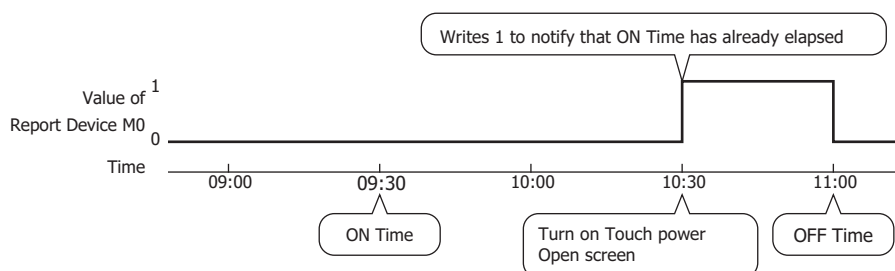 Writes 1 to notify that ON Time has already elapsed
Value of
Report Device M0
1
0
Time
09:00 09:30 10:00 10:30 11:00
ON Time
Turn on Touch power
Open screen
OFF Time